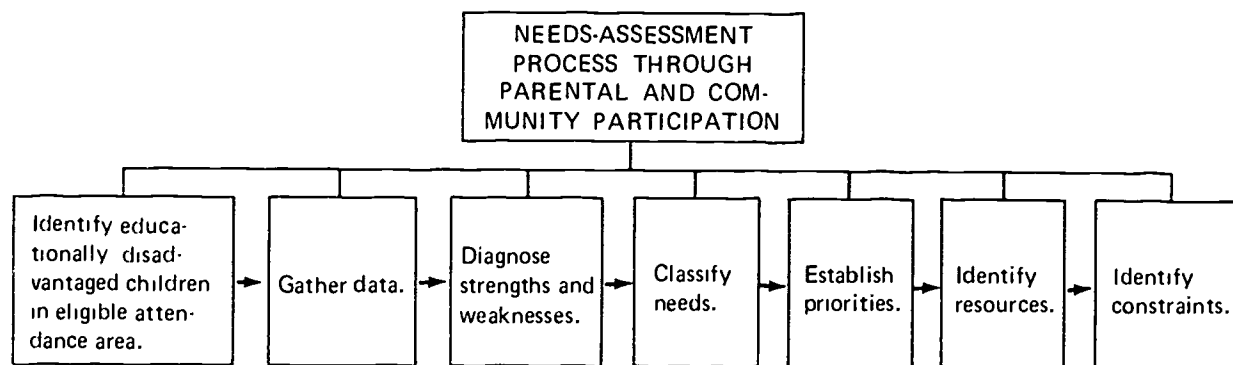 NEEDS-ASSESSMENT
PROCESS THROUGH
PARENTAL AND COM-
MUNITY PARTICIPATION
Identify educa-
tionally disad-
vantaged children
in eligible atten-
dance area.
Gather data.
Diagnose
strengths and
weaknesses.
Classify
needs.
Establish
priorities.
Identify
resources.
Identify
constraints.